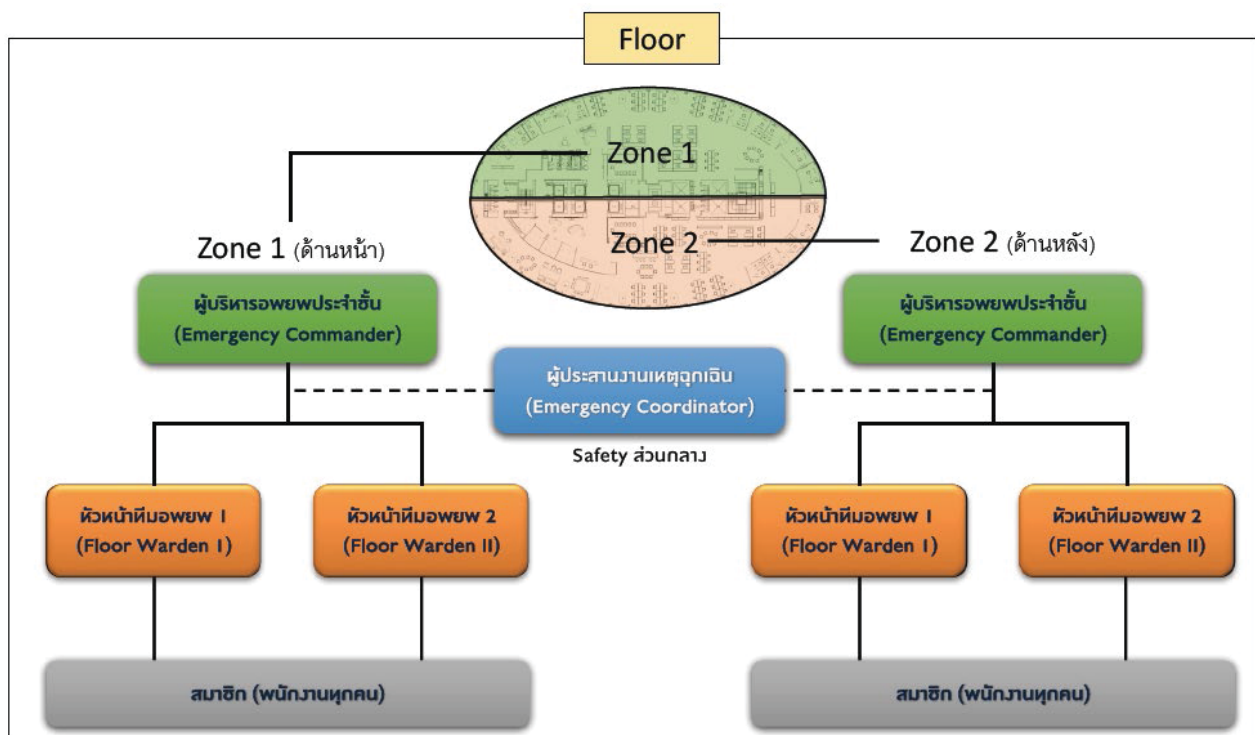 Floor
Zone 1
Zone 2
Zone 1 (ด้านหน้า)
Zone 2 (ด้านหลัง)
ผู้บริหารอพยพประจำชั้น
(Emergency Commander)
ผู้บริหารอพยพประจำชั้น
(Emergency Commander)
ผู้ประสานงานเหตุฉุกเฉิน
(Emergency Coordinator)
Safety ส่วนกลาง
หัวหน้าทีมอพยพ 1
(Floor Warden I)
หัวหน้าทีมอพยพ 2
(Floor Warden II)
หัวหน้าทีมอพยพ 1
(Floor Warden I)
หัวหน้าทีมอพยพ 2
(Floor Warden II)
สมาชิก (พนักงานทุกคน)
สมาชิก (พนักงานทุกคน)